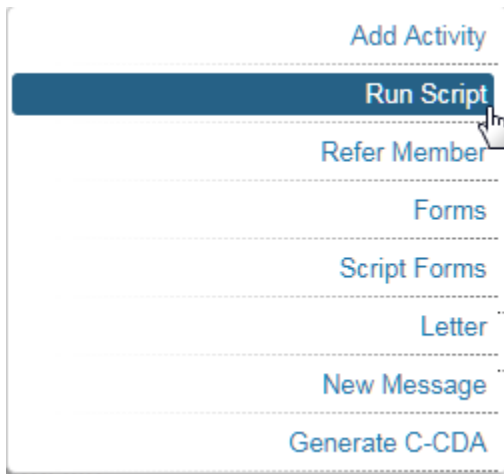 Add Activity
Run Script
Refer Member
Forms
Script Forms
Letter
New Message
Generate C-CDA